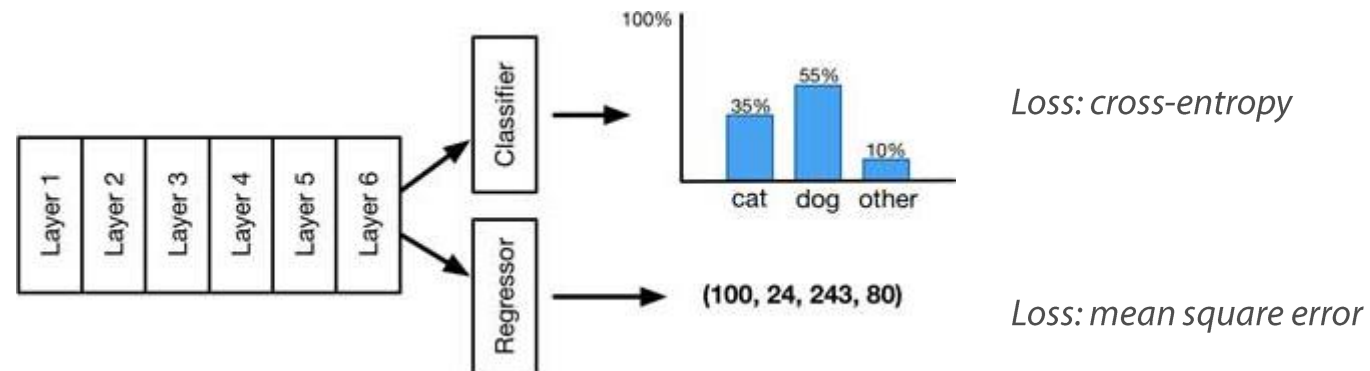 Layer 1
Layer 2
Layer 3
Layer 4
Layer 5
Layer 6
Classifier
100%
35%
55%
10%
cat dog other
Loss: cross-entropy
Regressor
(100, 24, 243, 80)
Loss: mean square error